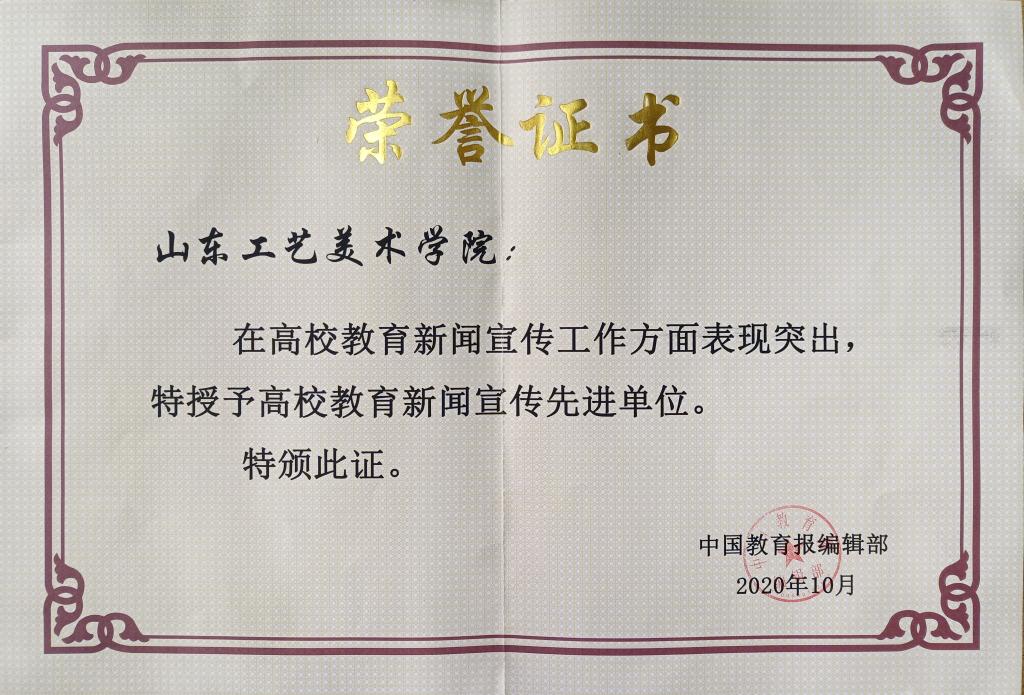 荣誉证书
山东工艺美术学院：
在高校教育新闻宣传工作方面表现突出，
特授予高校教育新闻宣传先进单位。
特颁此证。
中国教育报编辑部
2020年10月